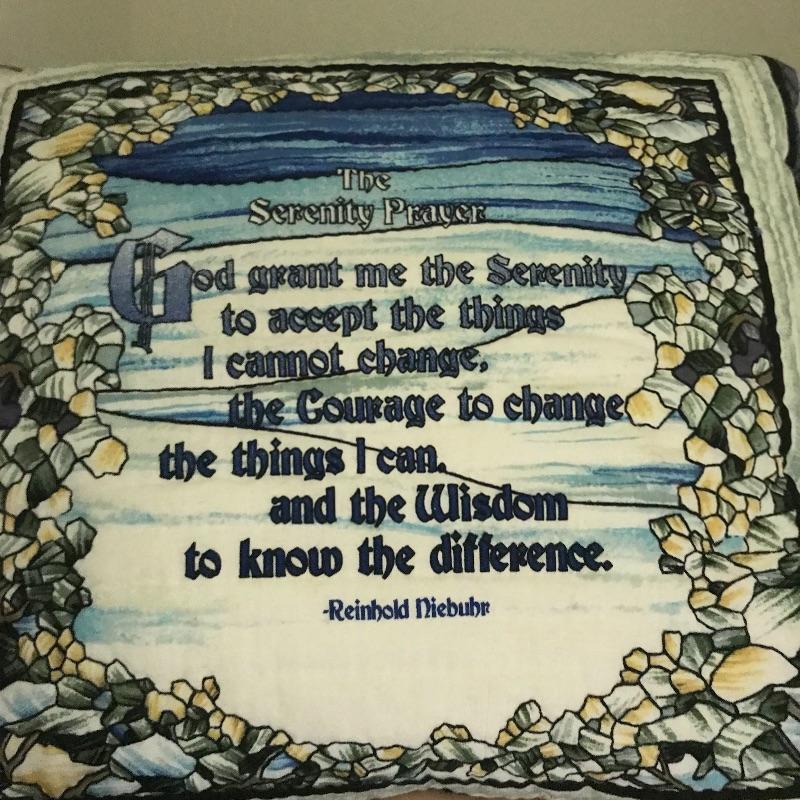 The
Serenity Prayer
God grant me the Serenity
to accept the things
I cannot change,
the Courage to change
the things I can,
and the Wisdom
to know the difference.
-Reinhold Niebuhr